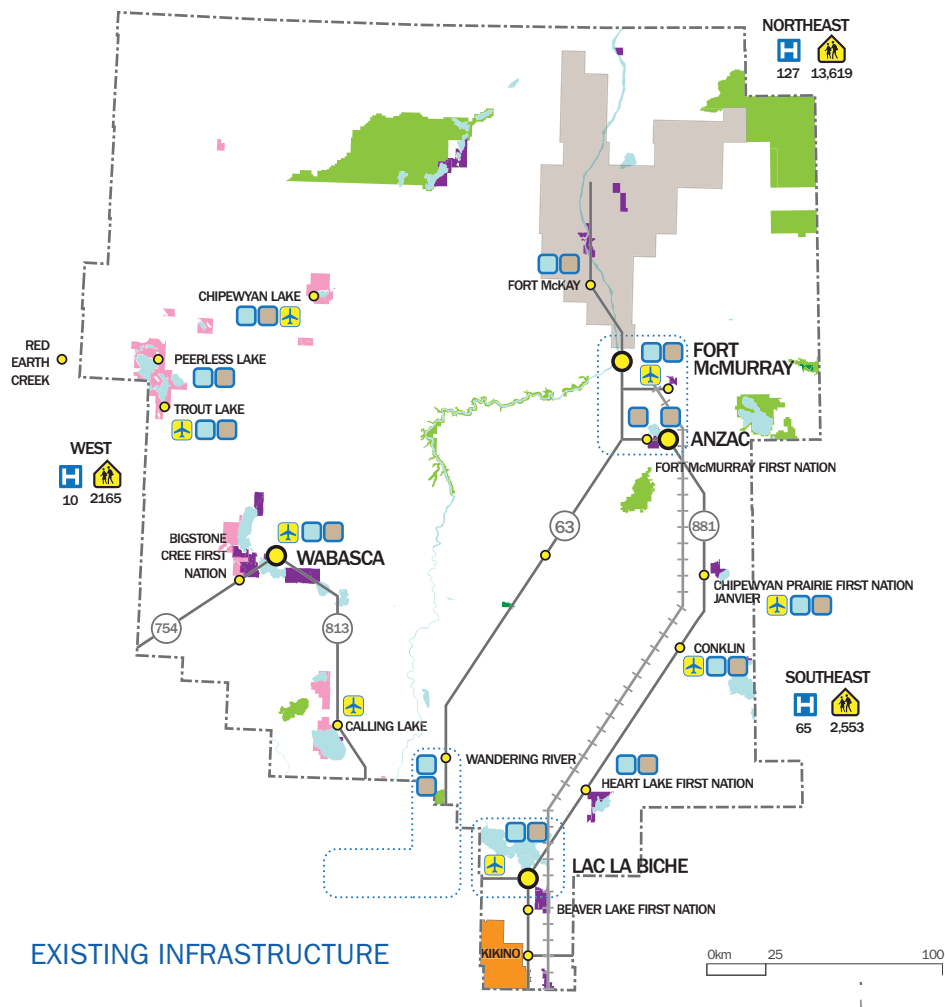 NORTHEAST
H
127 13,619
FORT McKAY
CHIPEWYAN LAKE
RED
EARTH
CREEK
PEERLESS LAKE
FORT
McMURRAY
TROUT LAKE
WEST
H
10 2165
ANZAC
FORT McMURRAY FIRST NATION
BIGSTONE
CREE FIRST
NATION
WABASCA
63
881
CHIPEWYAN PRAIRIE FIRST NATION
JANVIER
754
813
CONKLIN
SOUTHEAST
H
65 2,553
CALLING LAKE
WANDERING RIVER
HEART LAKE FIRST NATION
LAC LA BICHE
BEAVER LAKE FIRST NATION
EXISTING INFRASTRUCTURE
KIKINO
0km 25 100